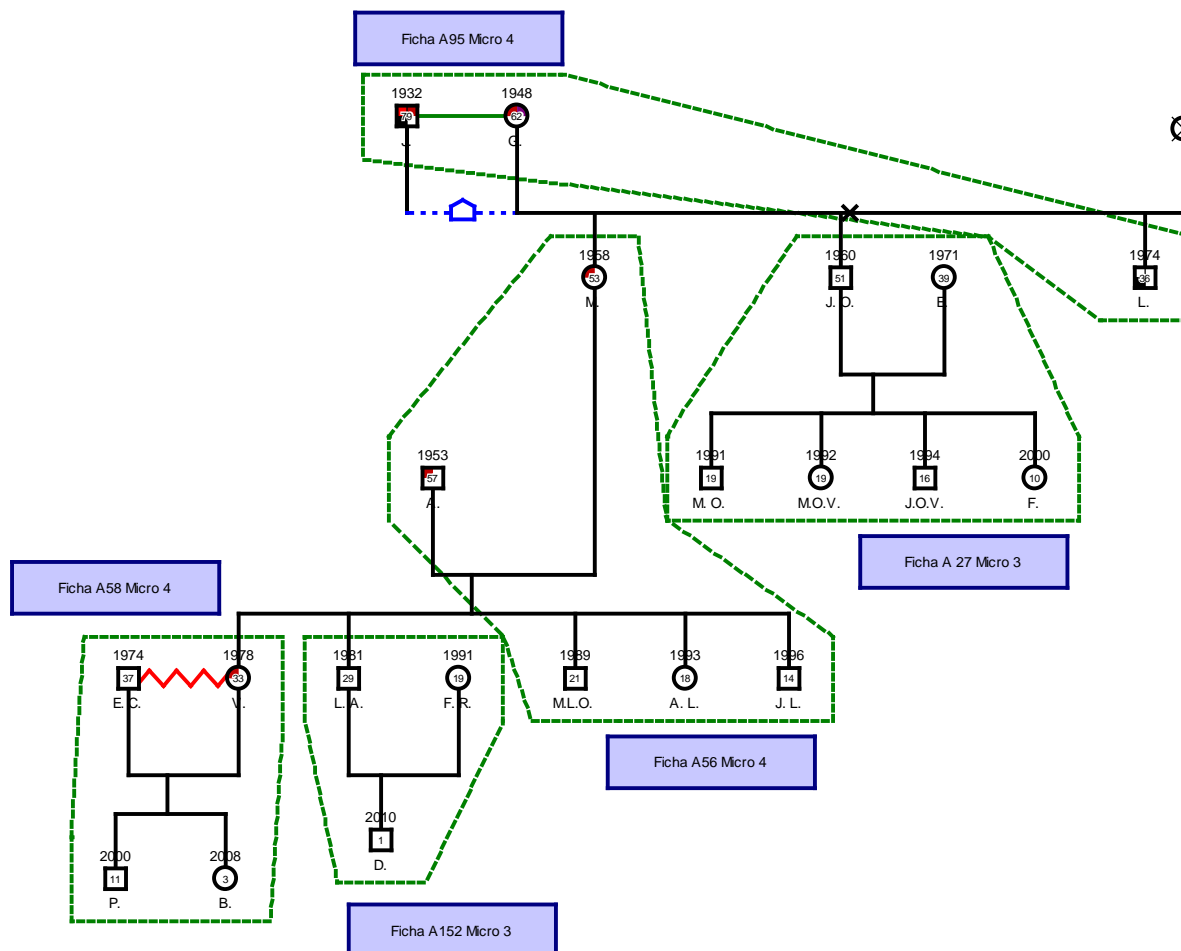 Ficha A95 Micro 4
1932
1948
79
62
J.
G.
1958
1960
1971
1974
53
51
39
36
M.
J. O.
E.
L.
1953
1991
1992
1994
2000
57
19
19
16
10
A.
M. O.
M.O.V.
J.O.V.
F.
Ficha A 27 Micro 3
Ficha A58 Micro 4
1974
1978
1981
1991
1989
1993
1996
37
33
29
19
21
18
14
E. C.
V.
L. A.
F. R.
M.L.O.
A. L.
J. L.
Ficha A56 Micro 4
2010
1
D.
2000
2008
11
3
P.
B.
Ficha A152 Micro 3